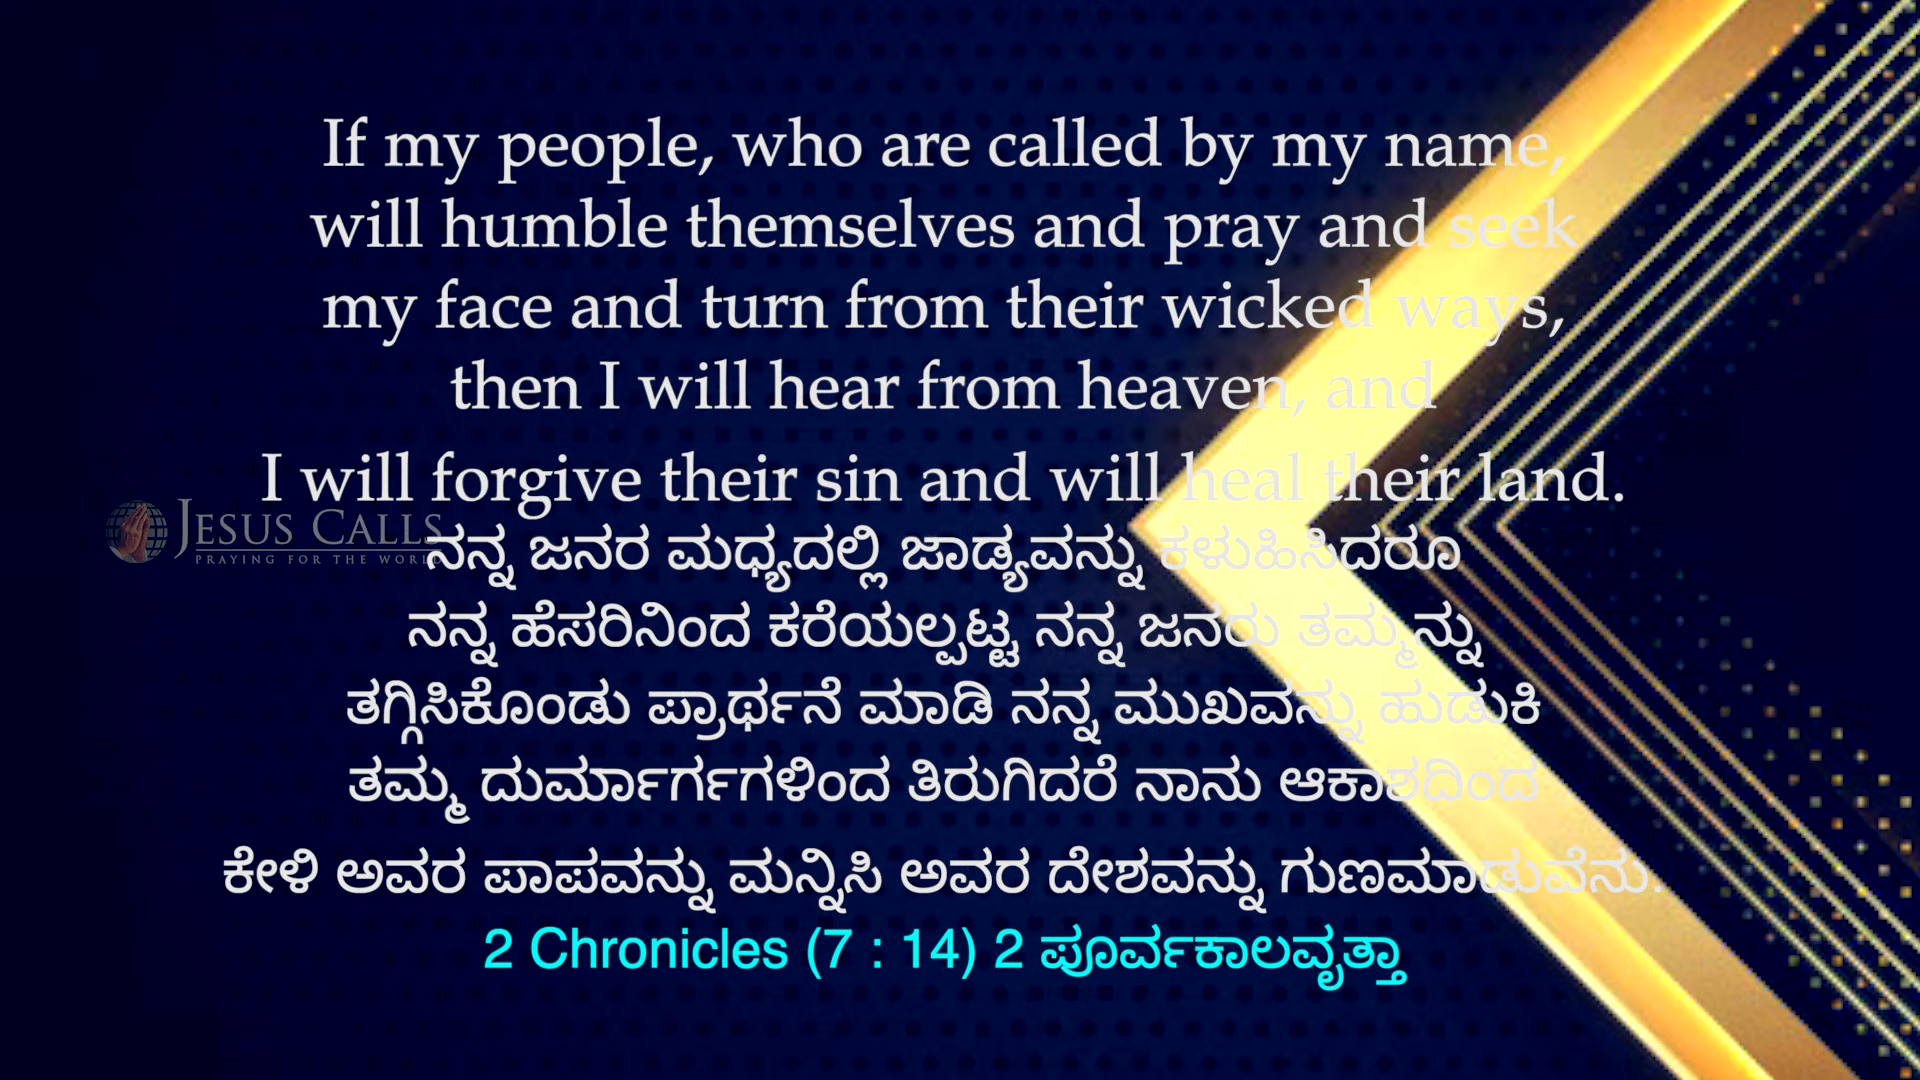 If my people, who are called by my name,
will humble themselves and pray and seek
my face and turn from their wicked ways,
then I will hear from heaven, and
I will forgive their sin and will heal their land.
JESUS CALLS
PRAYING FOR THE WORLD
ನನ್ನ ಜನರ ಮಧ್ಯದಲ್ಲಿ ಜಾಡ್ಯವನ್ನು ಕಳುಹಿಸಿದರೂ
ನನ್ನ ಹೆಸರಿನಿಂದ ಕರೆಯಲ್ಪಟ್ಟ ನನ್ನ ಜನರು ತಮ್ಮನ್ನು
ತಗ್ಗಿಸಿಕೊಂಡು ಪ್ರಾರ್ಥನೆ ಮಾಡಿ ನನ್ನ ಮುಖವನ್ನು ಹುಡುಕಿ
ತಮ್ಮ ದುರ್ಮಾರ್ಗಗಳಿಂದ ತಿರುಗಿದರೆ ನಾನು ಆಕಾಶದಿಂದ
ಕೇಳಿ ಅವರ ಪಾಪವನ್ನು ಮನ್ನಿಸಿ ಅವರ ದೇಶವನ್ನು ಗುಣಮಾಡುವೆನು.
2 Chronicles (7 : 14) 2 ಪೂರ್ವಕಾಲವೃತ್ತಾ